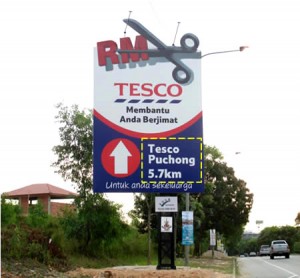 RM
TESCO
Membantu
Anda Berjimat
Tesco
Puchong
5.7km
Untuk anda sekeluarga